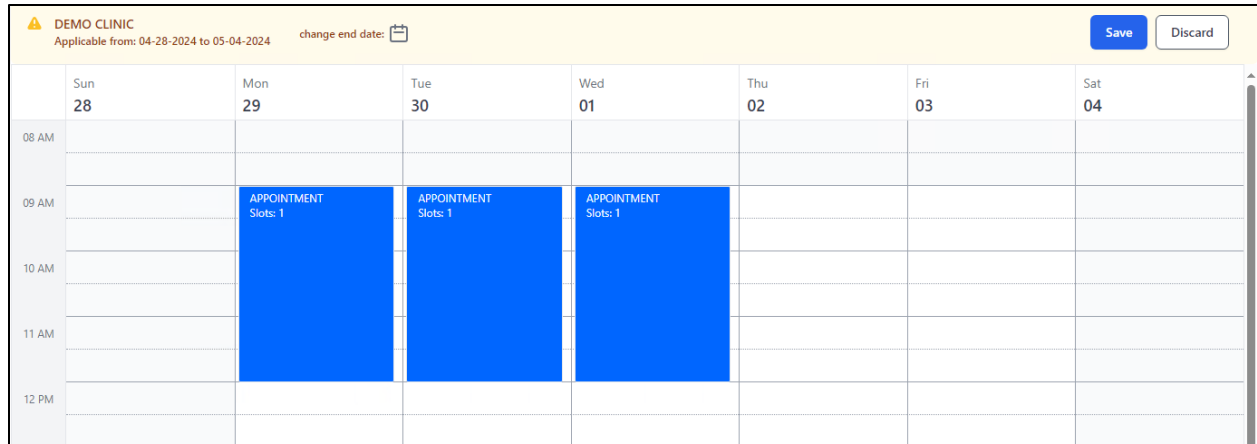 DEMO CLINIC
Applicable from: 04-28-2024 to 05-04-2024
change end date:
Save
Discard
Sun
Mon
Tue
Wed
Thu
Fri
Sat
28
29
30
01
02
03
04
08 AM
09 AM
APPOINTMENT
Slots: 1
APPOINTMENT
Slots: 1
APPOINTMENT
Slots: 1
10 AM
11 AM
12 PM